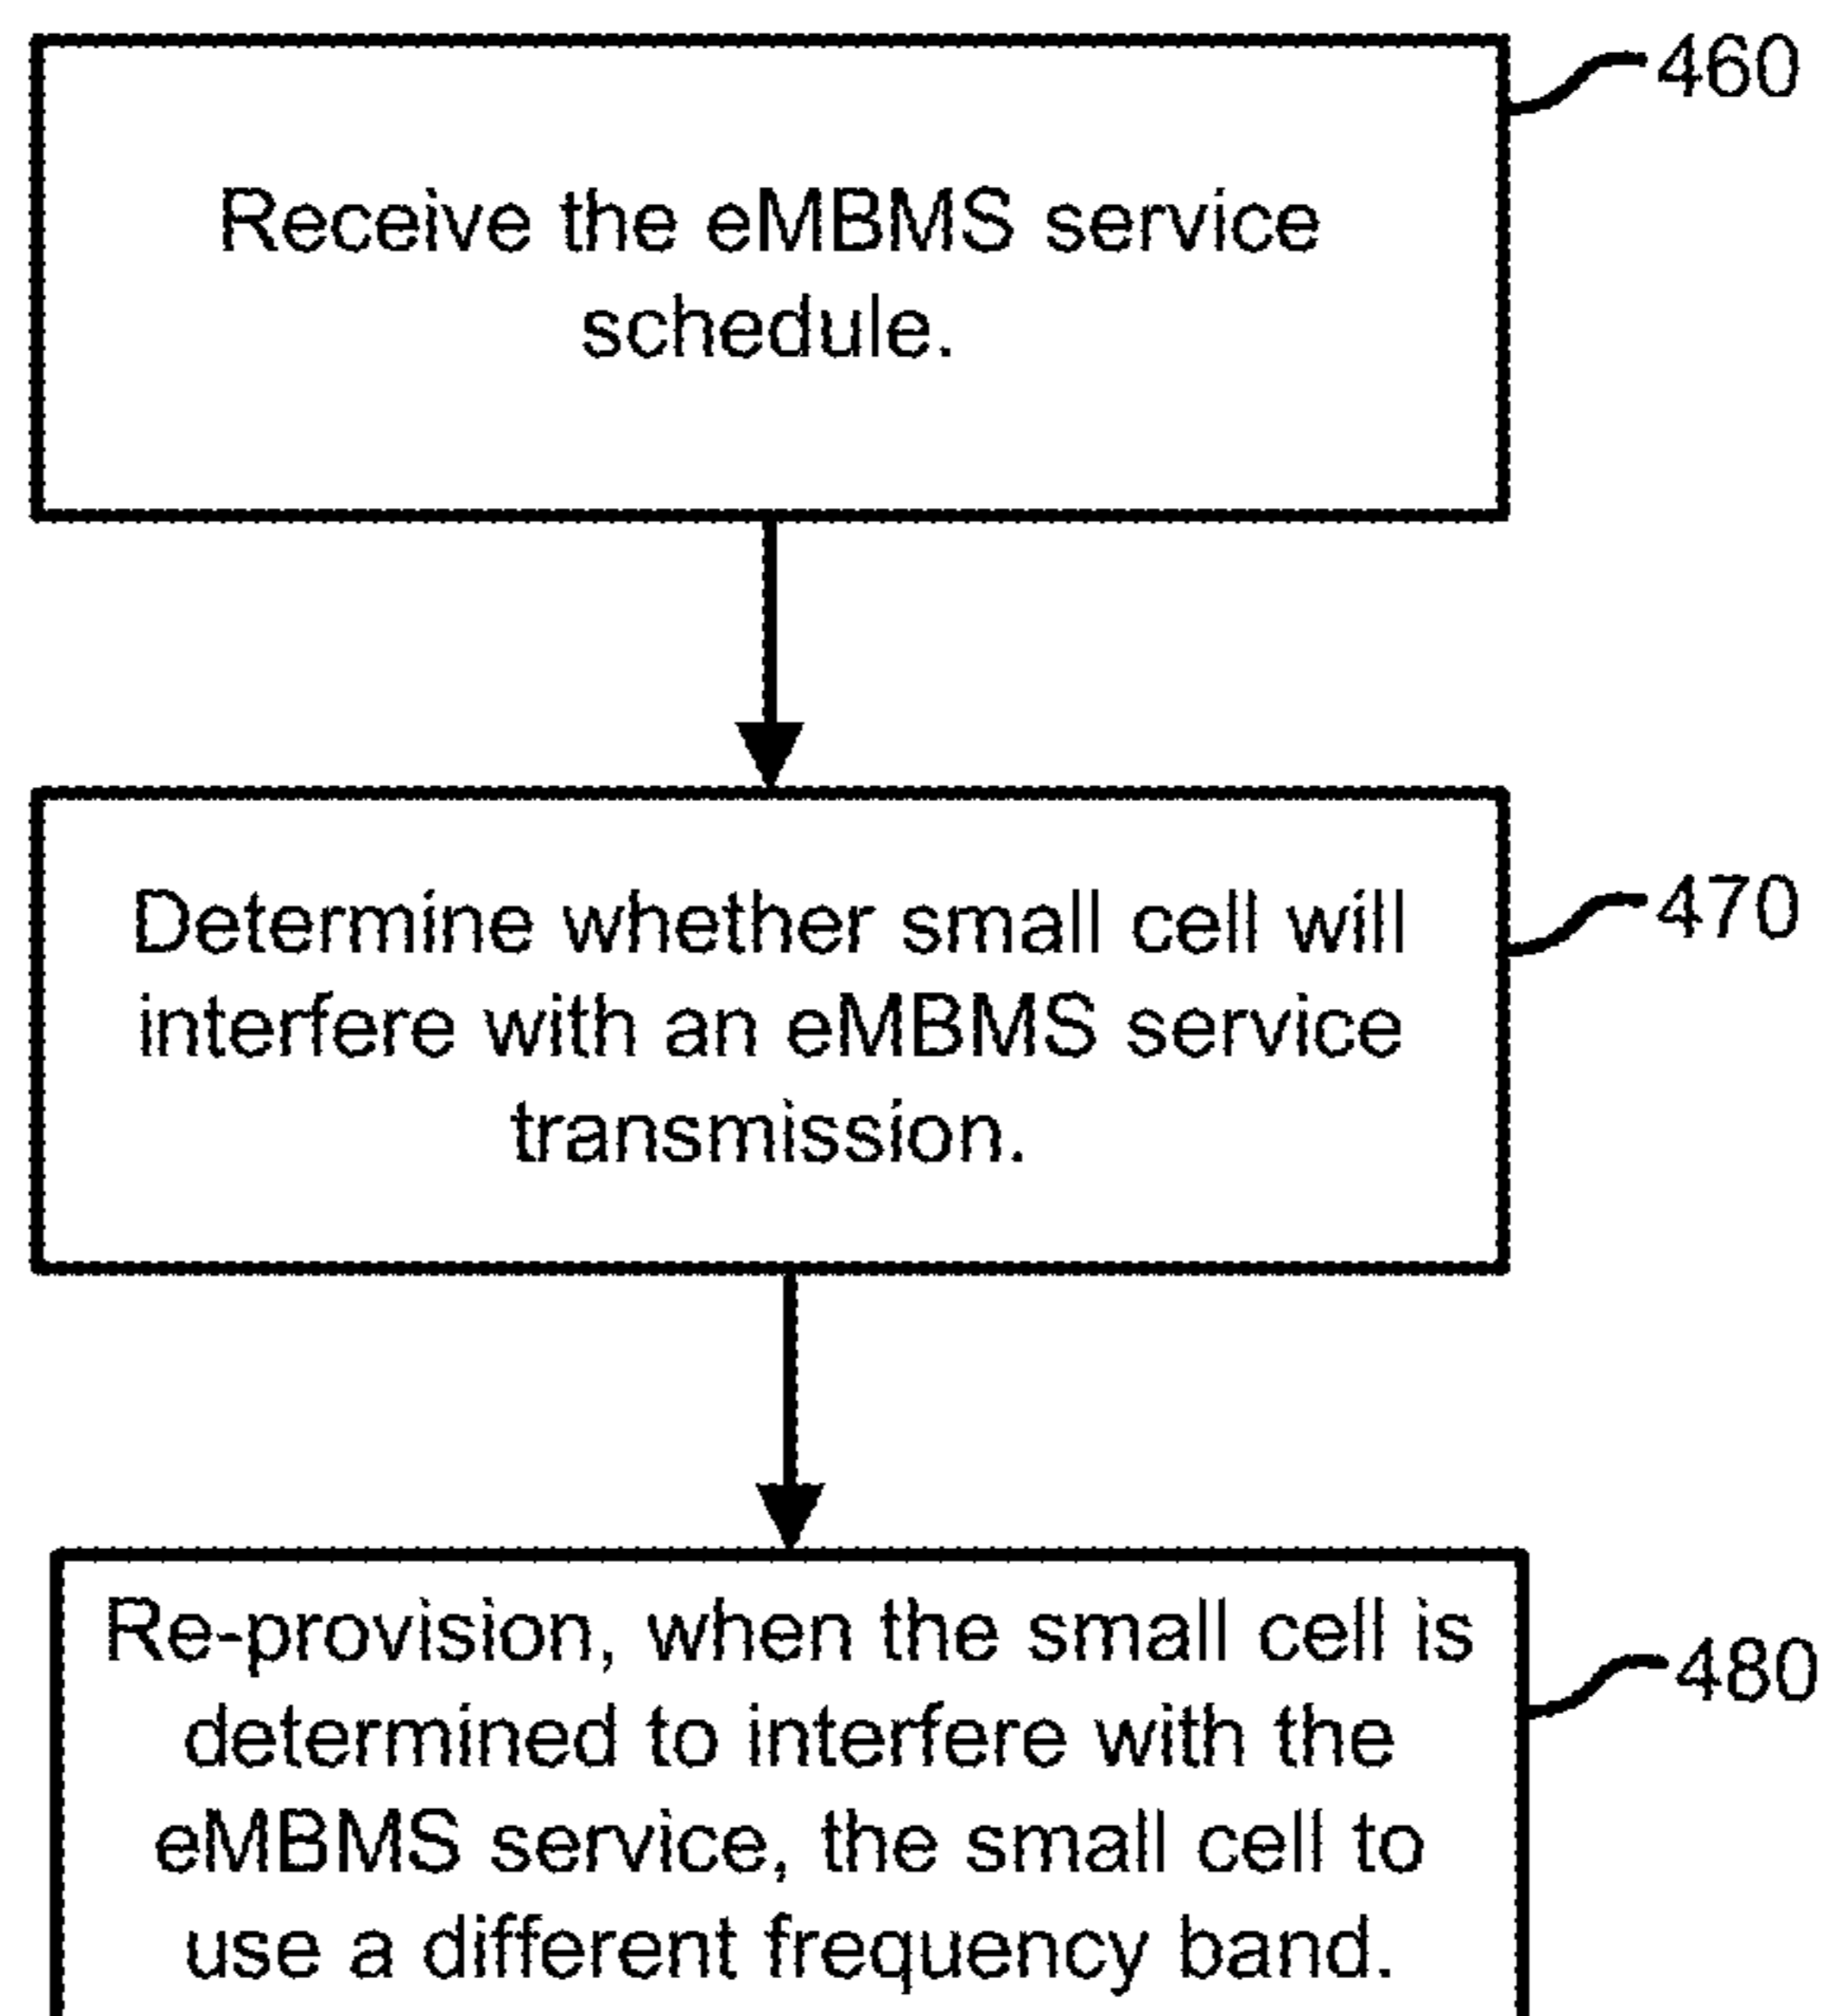 460
Receive the eMBMS service
schedule.
Determine whether small cell will
interfere with an eMBMS service
transmission.
470
Re-provision, when the small cell is
determined to interfere with the
eMBMS service, the small cell to
use a different frequency band.
480